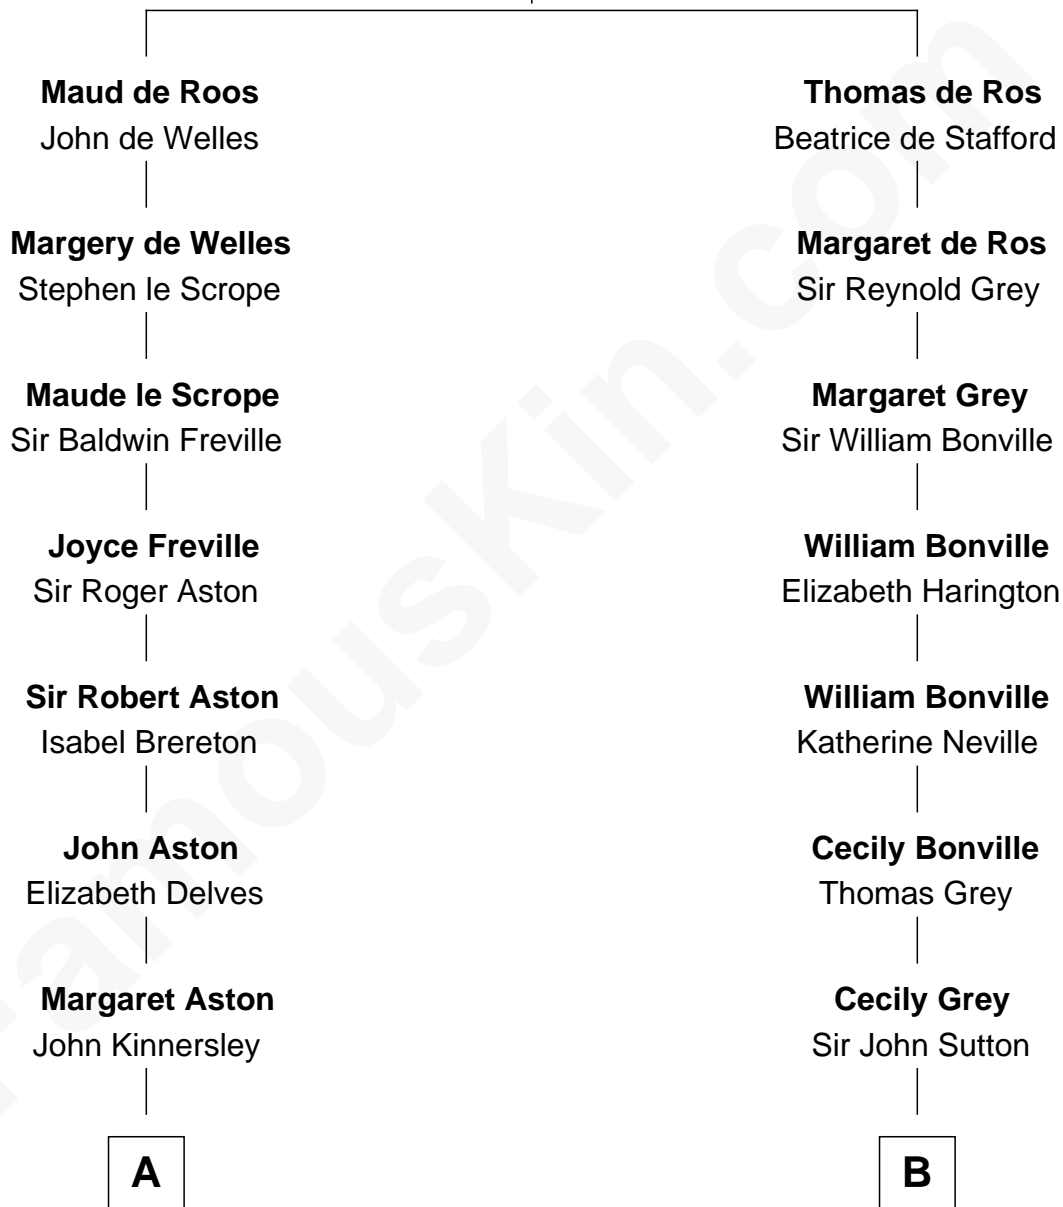 Maud de Roos
John de Welles
Thomas de Ros
Beatrice de Stafford
Margery de Welles
Stephen le Scrope
Margaret de Ros
Sir Reynold Grey
Maude le Scrope
Sir Baldwin Freville
Margaret Grey
Sir William Bonville
Joyce Freville
Sir Roger Aston
William Bonville
Elizabeth Harington
Sir Robert Aston
Isabel Brereton
William Bonville
Katherine Neville
John Aston
Elizabeth Delves
Cecily Bonville
Thomas Grey
Margaret Aston
John Kinnersley
Cecily Grey
Sir John Sutton
A
B
FamousKin.com